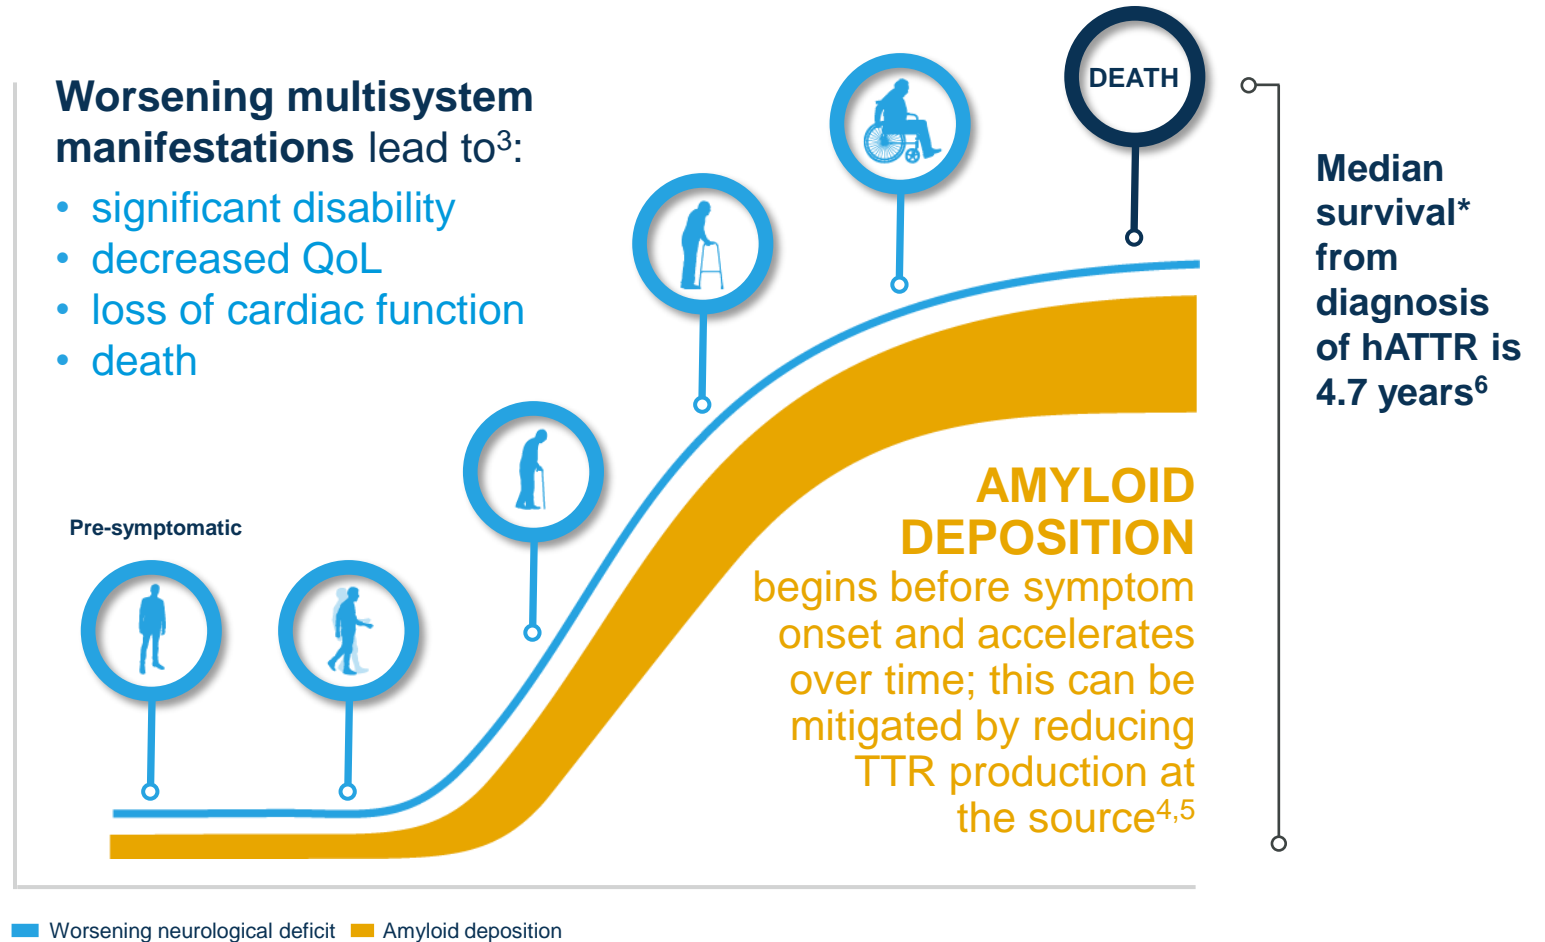 Worsening multisystem
manifestations lead to³:
• significant disability
• decreased QoL
• loss of cardiac function
• death
DEATH
Median
survival*
from
diagnosis
of hATTR is
4.7 years⁶
Pre-symptomatic
AMYLOID
DEPOSITION
begins before symptom
onset and accelerates
over time; this can be
mitigated by reducing
TTR production at
the source⁴,⁵
Worsening neurological deficit Amyloid deposition